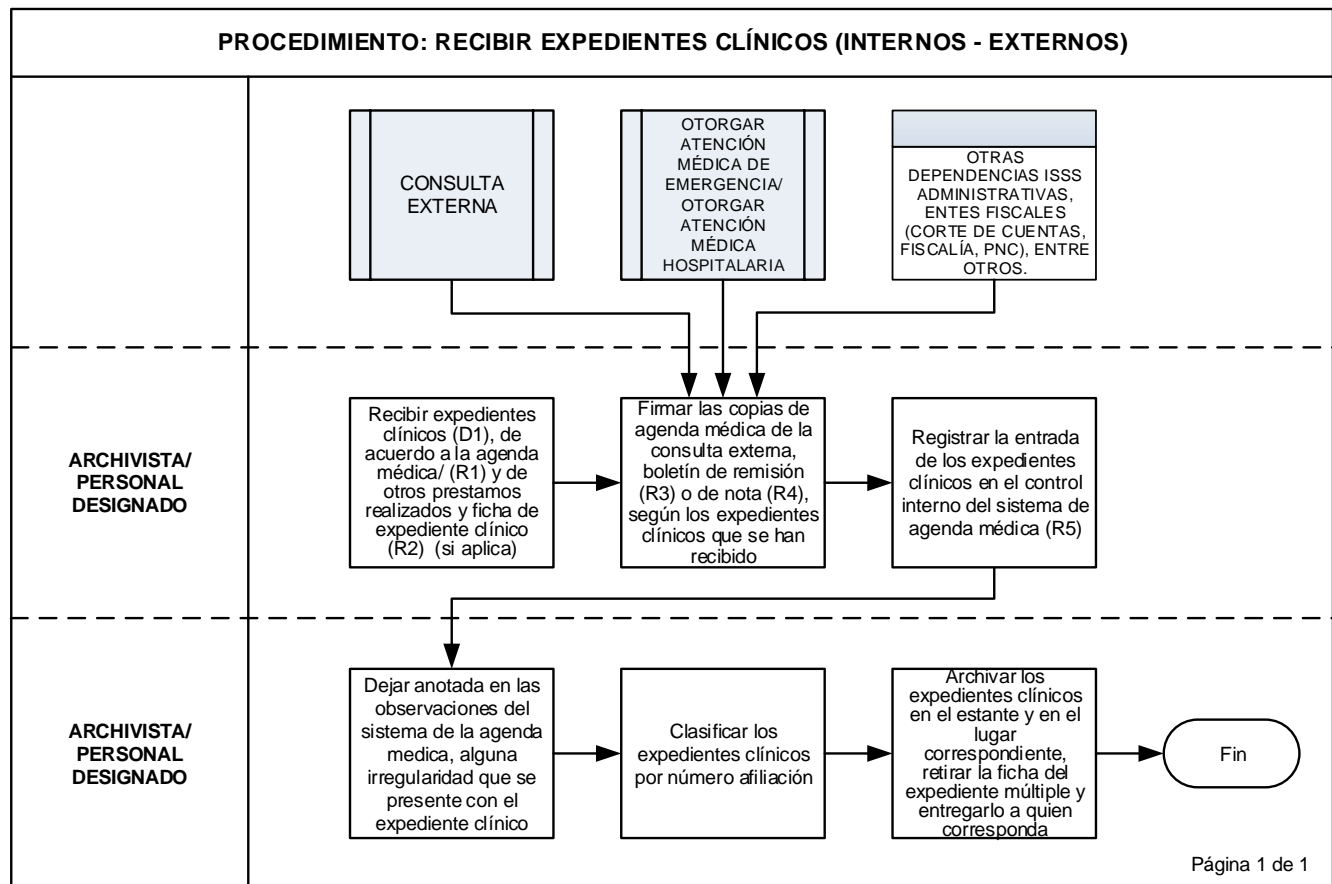 PROCEDIMIENTO: RECIBIR EXPEDIENTES CLÍNICOS (INTERNOS - EXTERNOS)
CONSULTA
EXTERNA
OTORGAR
ATENCIÓN
MÉDICA DE
EMERGENCIA/
OTORGAR
ATENCIÓN
MÉDICA
HOSPITALARIA
OTRAS
DEPENDENCIAS ISSS
ADMINISTRATIVAS,
ENTES FISCALES
(CORTE DE CUENTAS,
FISCALÍA, PNC), ENTRE
OTROS.
ARCHIVISTA/
PERSONAL
DESIGNADO
Recibir expedientes
clínicos (D1), de
acuerdo a la agenda
médica/ (R1) y de
otros prestamos
realizados y ficha de
expediente clínico
(R2) (si aplica)
Firmar las copias de
agenda médica de la
consulta externa,
boletín de remisión
(R3) o de nota (R4),
según los expedientes
clínicos que se han
recibido
Registrar la entrada
de los expedientes
clínicos en el control
interno del sistema de
agenda médica (R5)
ARCHIVISTA/
PERSONAL
DESIGNADO
Dejar anotada en las
observaciones del
sistema de la agenda
medica, alguna
irregularidad que se
presente con el
expediente clínico
Clasificar los
expedientes clínicos
por número afiliación
Archivar los
expedientes clínicos
en el estante y en el
lugar
correspondiente,
retirar la ficha del
expediente múltiple y
entregarlo a quien
corresponda
Fin
Página 1 de 1